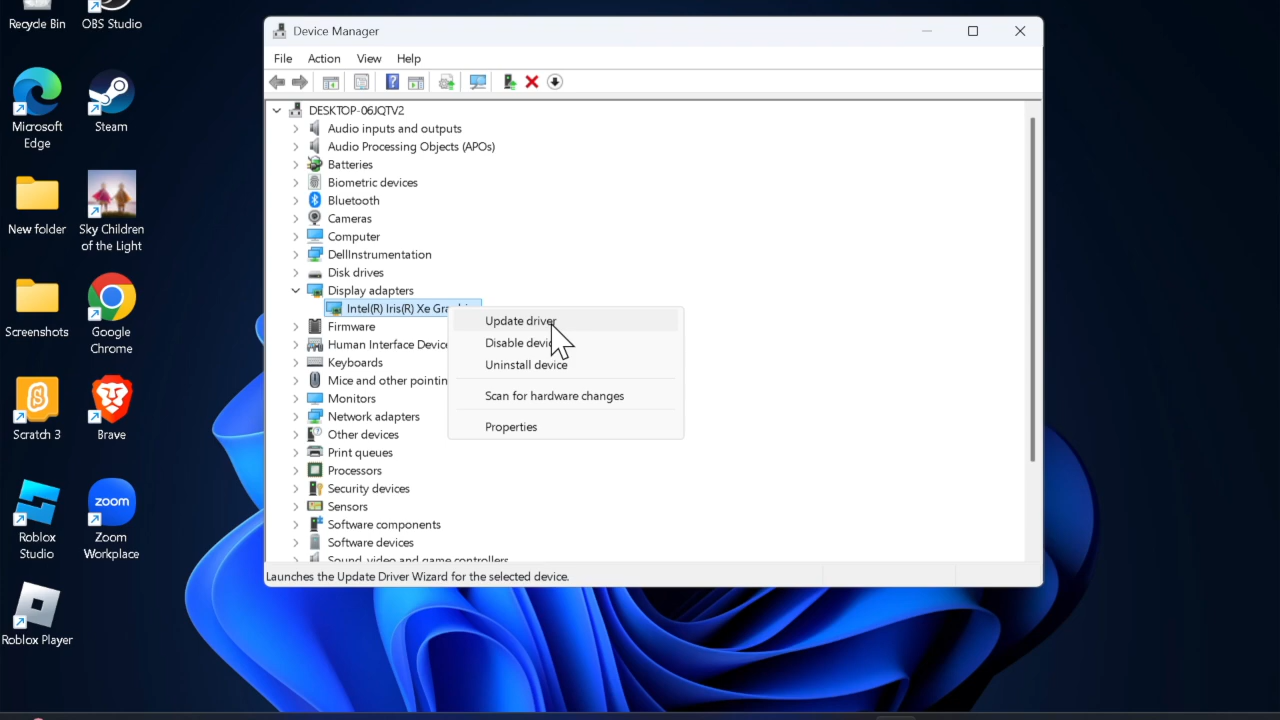 Recycle Bin
OBS Studio
Microsoft
Edge
Steam
New folder
Sky Children
of the Light
Screenshots
Google
Chrome
Scratch 3
Brave
zoom
Roblox
Studio
Zoom
Workplace
Roblox Player
Device Manager
File Action View Help
DESKTOP-06JQTV2
Audio inputs and outputs
Audio Processing Objects (APOs)
Batteries
Biometric devices
Bluetooth
Cameras
Computer
DellInstrumentation
Disk drives
Display adapters
Intel(R) Iris(R) Xe
Firmware
Human Interface
Keyboards
Mice and other
Monitors
Network adapters
Other devices
Print queues
Processors
Security devices
Sensors
Software components
Software devices
Sound, video and game controllers
Update driver
Disable
Uninstall device
Scan for hardware changes
Properties
Launches the Update Driver Wizard for the selected device.